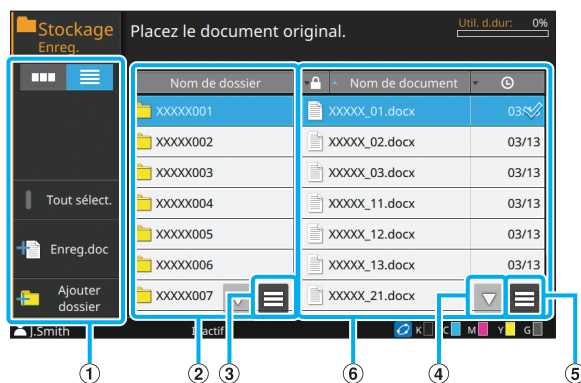 Stockage
Enreg.
Placez le document original.
Util. d.dur: 0%
Nom de dossier
Nom de document
XXXXX001
XXXXX_01.docx
XXXXX002
XXXXX_02.docx 03/13
XXXXX003
XXXXX_03.docx 03/13
Tout sélect.
XXXXX004
XXXXX_11.docx 03/13
Enreg.doc
XXXXX005
XXXXX_12.docx 03/13
XXXXX006
XXXXX_13.docx 03/13
Ajouter
dossier
XXXXX007
XXXXX_21.docx
J.Smith
K C M Y G
1 2 3 6 4 5